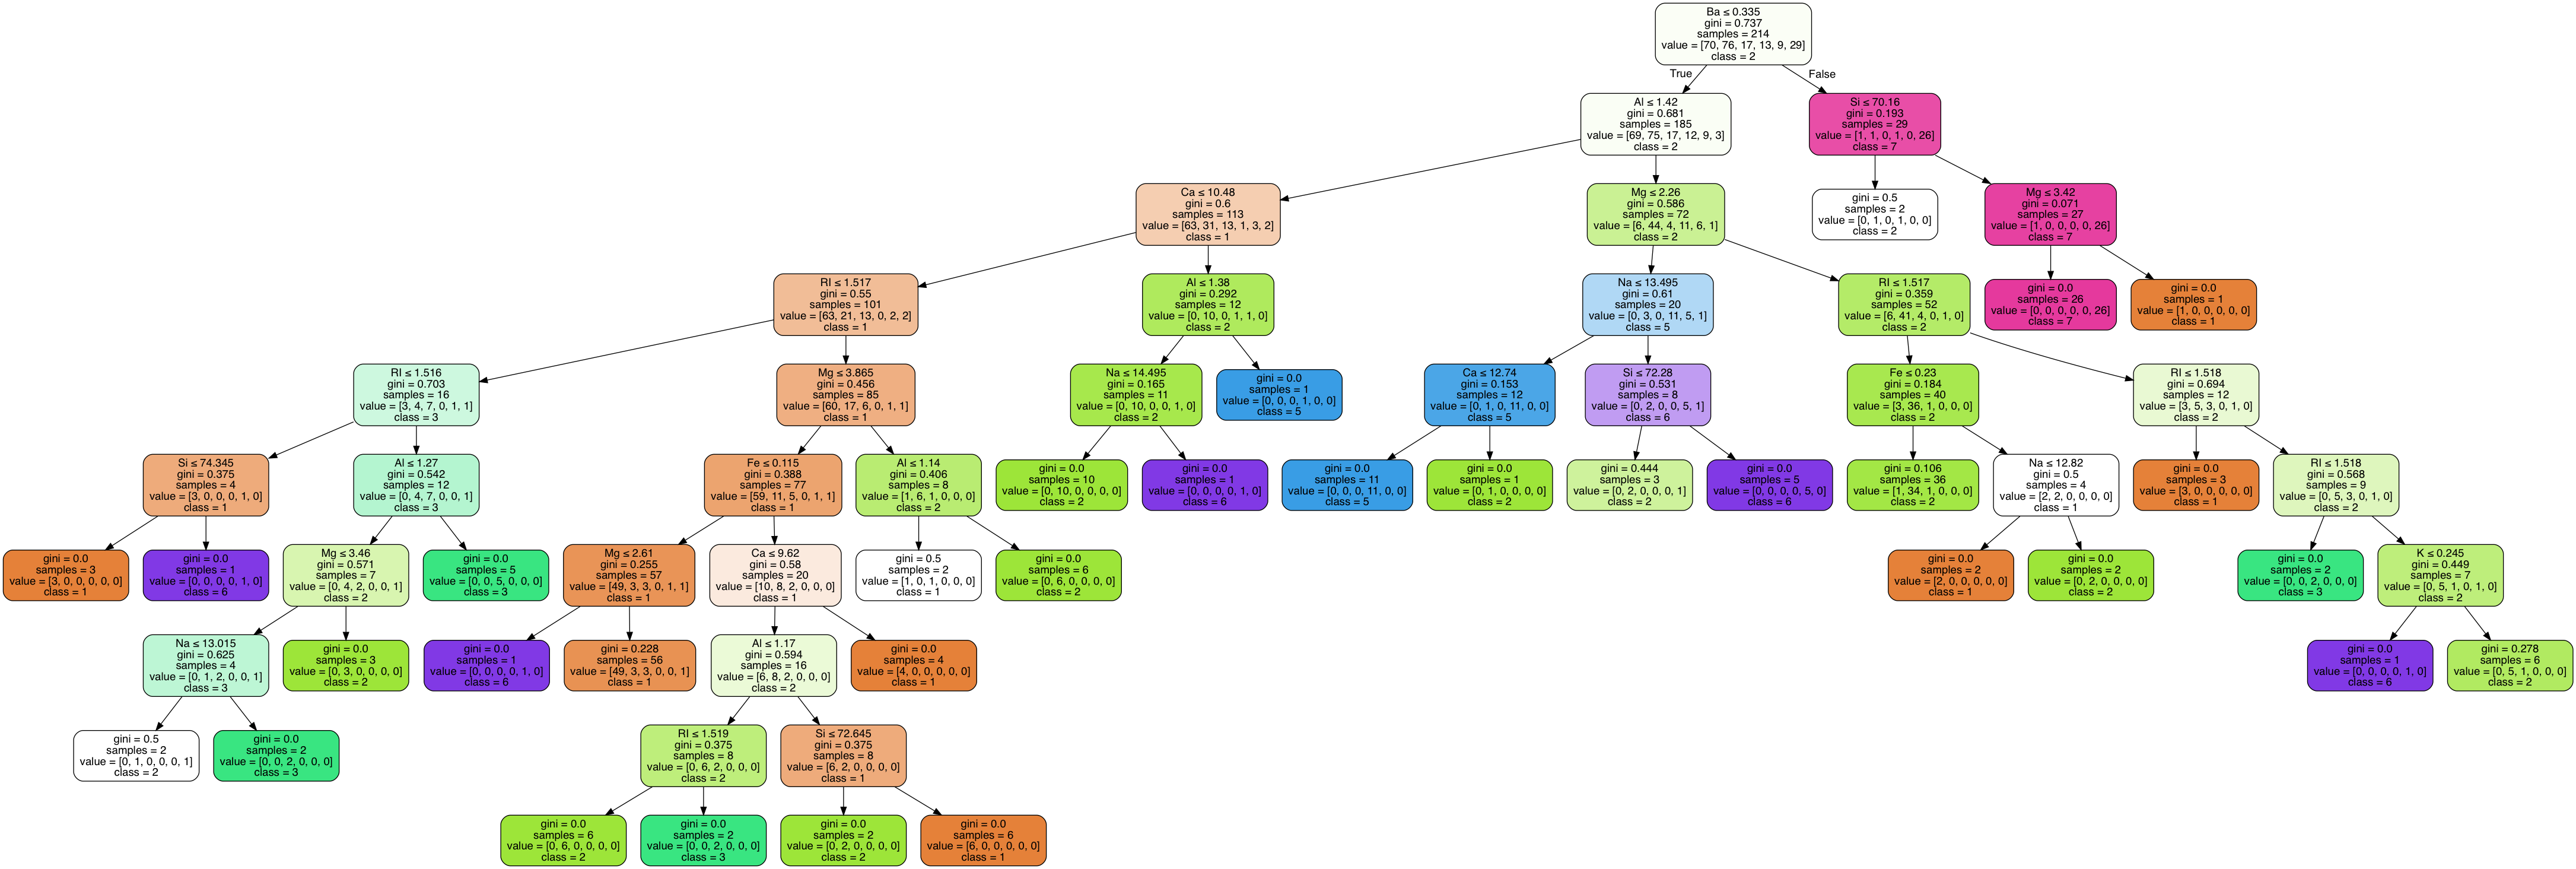 Ba ≤ 0.335
gini = 0.737
samples = 214
value = [70, 76, 17, 13, 9, 29]
class = 2
True
False
Al ≤ 1.42
gini = 0.681
samples = 185
value = [69, 75, 17, 12, 9, 3]
class = 2
Si ≤ 70.16
gini = 0.193
samples = 29
value = [1, 1, 0, 1, 0, 26]
class = 7
Ca ≤ 10.48
gini = 0.6
samples = 113
value = [63, 31, 13, 1, 3, 2]
class = 1
Mg ≤ 2.26
gini = 0.586
samples = 72
value = [6, 44, 4, 11, 6, 1]
class = 2
gini = 0.5
samples = 2
value = [0, 1, 0, 1, 0, 0]
class = 2
Mg ≤ 3.42
gini = 0.071
samples = 27
value = [1, 0, 0, 0, 0, 26]
class = 7
RI ≤ 1.517
gini = 0.55
samples = 101
value = [63, 21, 13, 0, 2, 2]
class = 1
Al ≤ 1.38
gini = 0.292
samples = 12
value = [0, 10, 0, 1, 1, 0]
class = 2
Na ≤ 13.495
gini = 0.61
samples = 20
value = [0, 3, 0, 11, 5, 1]
class = 5
RI ≤ 1.517
gini = 0.359
samples = 52
value = [6, 41, 4, 0, 1, 0]
class = 2
gini = 0.0
samples = 26
value = [0, 0, 0, 0, 0, 26]
class = 7
gini = 0.0
samples = 1
value = [1, 0, 0, 0, 0, 0]
class = 1
RI ≤ 1.516
gini = 0.703
samples = 16
value = [3, 4, 7, 0, 1, 1]
class = 3
Mg ≤ 3.865
gini = 0.456
samples = 85
value = [60, 17, 6, 0, 1, 1]
class = 1
Na ≤ 14.495
gini = 0.165
samples = 11
value = [0, 10, 0, 0, 1, 0]
class = 2
gini = 0.0
samples = 1
value = [0, 0, 0, 1, 0, 0]
class = 5
Ca ≤ 12.74
gini = 0.153
samples = 12
value = [0, 1, 0, 11, 0, 0]
class = 5
Si ≤ 72.28
gini = 0.531
samples = 8
value = [0, 2, 0, 0, 5, 1]
class = 6
Fe ≤ 0.23
gini = 0.184
samples = 40
value = [3, 36, 1, 0, 0, 0]
class = 2
RI ≤ 1.518
gini = 0.694
samples = 12
value = [3, 5, 3, 0, 1, 0]
class = 2
Si ≤ 74.345
gini = 0.375
samples = 4
value = [3, 0, 0, 0, 1, 0]
class = 1
Al ≤ 1.27
gini = 0.542
samples = 12
value = [0, 4, 7, 0, 0, 1]
class = 3
Fe ≤ 0.115
gini = 0.388
samples = 77
value = [59, 11, 5, 0, 1, 1]
class = 1
Al ≤ 1.14
gini = 0.406
samples = 8
value = [1, 6, 1, 0, 0, 0]
class = 2
gini = 0.0
samples = 10
value = [0, 10, 0, 0, 0, 0]
class = 2
gini = 0.0
samples = 1
value = [0, 0, 0, 0, 1, 0]
class = 6
gini = 0.0
samples = 11
value = [0, 0, 0, 11, 0, 0]
class = 5
gini = 0.0
samples = 1
value = [0, 1, 0, 0, 0, 0]
class = 2
gini = 0.444
samples = 3
value = [0, 2, 0, 0, 0, 1]
class = 2
gini = 0.0
samples = 5
value = [0, 0, 0, 0, 5, 0]
class = 6
gini = 0.106
samples = 36
value = [1, 34, 1, 0, 0, 0]
class = 2
Na ≤ 12.82
gini = 0.5
samples = 4
value = [2, 2, 0, 0, 0, 0]
class = 1
gini = 0.0
samples = 3
value = [3, 0, 0, 0, 0, 0]
class = 1
RI ≤ 1.518
gini = 0.568
samples = 9
value = [0, 5, 3, 0, 1, 0]
class = 2
gini = 0.0
samples = 3
value = [3, 0, 0, 0, 0, 0]
class = 1
gini = 0.0
samples = 1
value = [0, 0, 0, 0, 1, 0]
class = 6
Mg ≤ 3.46
gini = 0.571
samples = 7
value = [0, 4, 2, 0, 0, 1]
class = 2
gini = 0.0
samples = 5
value = [0, 0, 5, 0, 0, 0]
class = 3
Mg ≤ 2.61
gini = 0.255
samples = 57
value = [49, 3, 3, 0, 1, 1]
class = 1
Ca ≤ 9.62
gini = 0.58
samples = 20
value = [10, 8, 2, 0, 0, 0]
class = 1
gini = 0.5
samples = 2
value = [1, 0, 1, 0, 0, 0]
class = 1
gini = 0.0
samples = 6
value = [0, 6, 0, 0, 0, 0]
class = 2
gini = 0.0
samples = 2
value = [2, 0, 0, 0, 0, 0]
class = 1
gini = 0.0
samples = 2
value = [0, 2, 0, 0, 0, 0]
class = 2
gini = 0.0
samples = 2
value = [0, 0, 2, 0, 0, 0]
class = 3
K ≤ 0.245
gini = 0.449
samples = 7
value = [0, 5, 1, 0, 1, 0]
class = 2
Na ≤ 13.015
gini = 0.625
samples = 4
value = [0, 1, 2, 0, 0, 1]
class = 3
gini = 0.0
samples = 3
value = [0, 3, 0, 0, 0, 0]
class = 2
gini = 0.0
samples = 1
value = [0, 0, 0, 0, 1, 0]
class = 6
gini = 0.228
samples = 56
value = [49, 3, 3, 0, 0, 1]
class = 1
Al ≤ 1.17
gini = 0.594
samples = 16
value = [6, 8, 2, 0, 0, 0]
class = 2
gini = 0.0
samples = 4
value = [4, 0, 0, 0, 0, 0]
class = 1
gini = 0.0
samples = 1
value = [0, 0, 0, 0, 1, 0]
class = 6
gini = 0.278
samples = 6
value = [0, 5, 1, 0, 0, 0]
class = 2
gini = 0.5
samples = 2
value = [0, 1, 0, 0, 0, 1]
class = 2
gini = 0.0
samples = 2
value = [0, 0, 2, 0, 0, 0]
class = 3
RI ≤ 1.519
gini = 0.375
samples = 8
value = [0, 6, 2, 0, 0, 0]
class = 2
Si ≤ 72.645
gini = 0.375
samples = 8
value = [6, 2, 0, 0, 0, 0]
class = 1
gini = 0.0
samples = 6
value = [0, 6, 0, 0, 0, 0]
class = 2
gini = 0.0
samples = 2
value = [0, 0, 2, 0, 0, 0]
class = 3
gini = 0.0
samples = 2
value = [0, 2, 0, 0, 0, 0]
class = 2
gini = 0.0
samples = 6
value = [6, 0, 0, 0, 0, 0]
class = 1